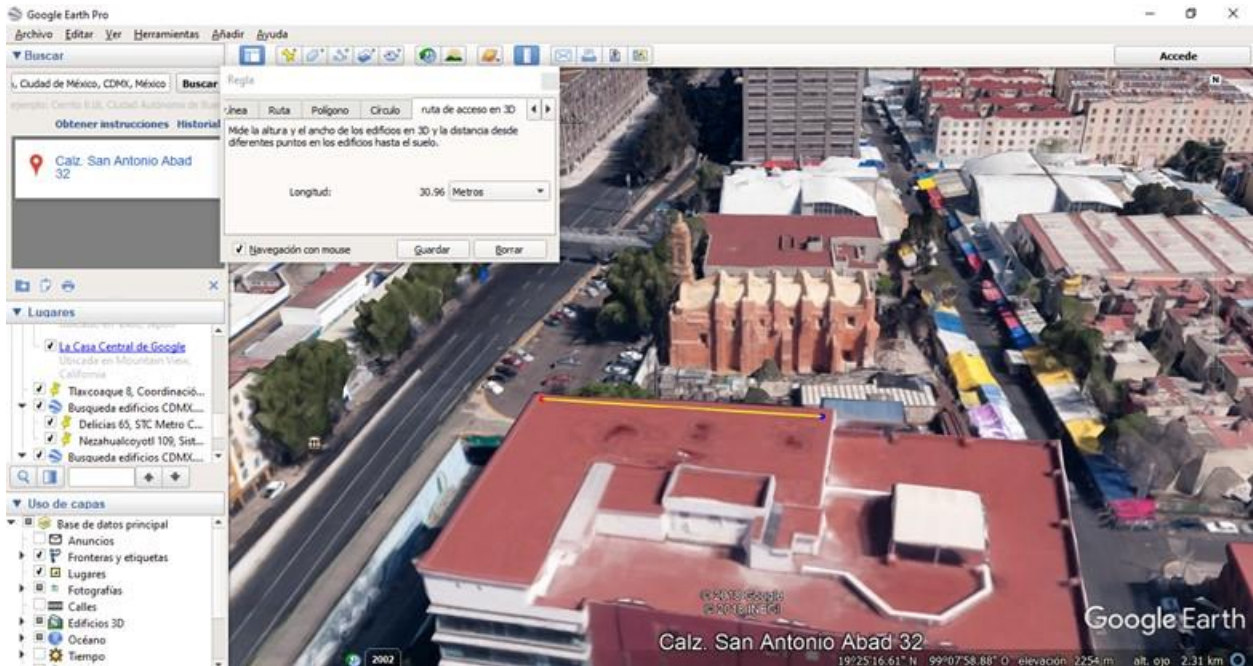 Google Earth Pro
Archivo Editar Ver Herramientas Añadir Ayuda
▼ Buscar
Accede
, Ciudad de México, CDMX, México Buscar
Obtener instrucciones Historial
Calz. San Antonio Abad
32
Regla
Línea Ruta Polígono Círculo ruta de acceso en 3D
Mide la altura y el ancho de los edificios en 3D y la distancia desde
diferentes puntos en los edificios hasta el suelo.
Longitud: 30.96 Metros
Navegación con mouse Guardar Borrar
N
▼ Lugares
La Casa Central de Google
Ubicada en Mountain View,
California
Tlaxcoaque 8, Coordinació...
Busqueda edificios CDMX....
Delicias 65, STC Metro C...
Nezahualcoyotl 109, Sist...
Busqueda edificios CDMX....
▼ Uso de capas
Base de datos principal
Anuncios
Fronteras y etiquetas
Lugares
Fotografías
Calles
Edificios 3D
Océano
Tiempo
© 2018 Google
© 2018 INEGI
Google Earth
Calz. San Antonio Abad 32
2002
19°25'16.61" N 99°07'58.88" O elevación 2254 m alt. ojo 2.31 km